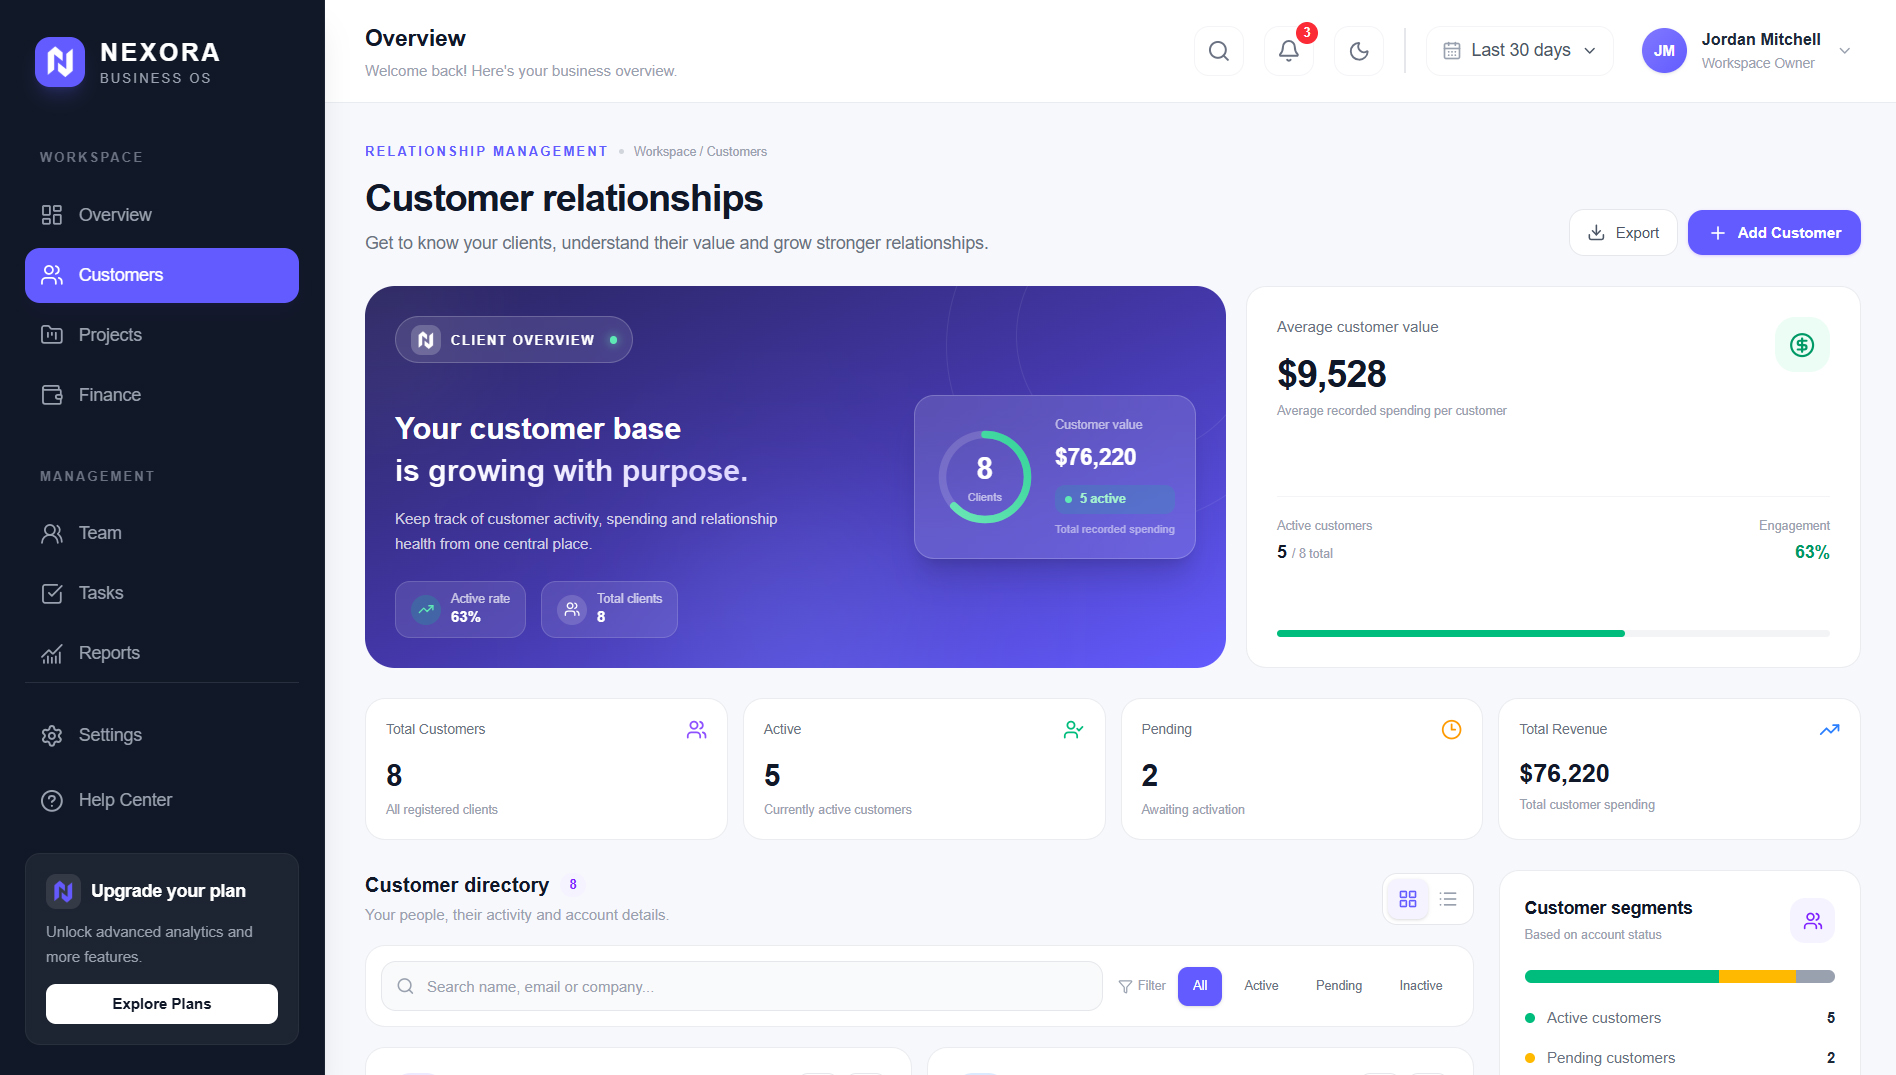 NEXORA
BUSINESS OS
WORKSPACE
Overview
Customers
Projects
Finance
MANAGEMENT
Team
Tasks
Reports
Settings
Help Center
Upgrade your plan
Unlock advanced analytics and
more features.
Explore Plans
Overview
Welcome back! Here's your business overview.
3
Last 30 days
JM
Jordan Mitchell
Workspace Owner
RELATIONSHIP MANAGEMENT
Workspace / Customers
Customer relationships
Get to know your clients, understand their value and grow stronger relationships.
Export
Add Customer
CLIENT OVERVIEW
Your customer base
is growing with purpose.
Keep track of customer activity, spending and relationship
health from one central place.
Active rate
63%
Total clients
8
8
Clients
Customer value
$76,220
5 active
Total recorded spending
Average customer value
$9,528
Average recorded spending per customer
Active customers
5 / 8 total
Engagement
63%
Total Customers
8
All registered clients
Active
5
Currently active customers
Pending
2
Awaiting activation
Total Revenue
$76,220
Total customer spending
Customer directory 8
Your people, their activity and account details.
Search name, email or company...
Filter
All
Active
Pending
Inactive
Customer segments
Based on account status
Active customers 5
Pending customers 2